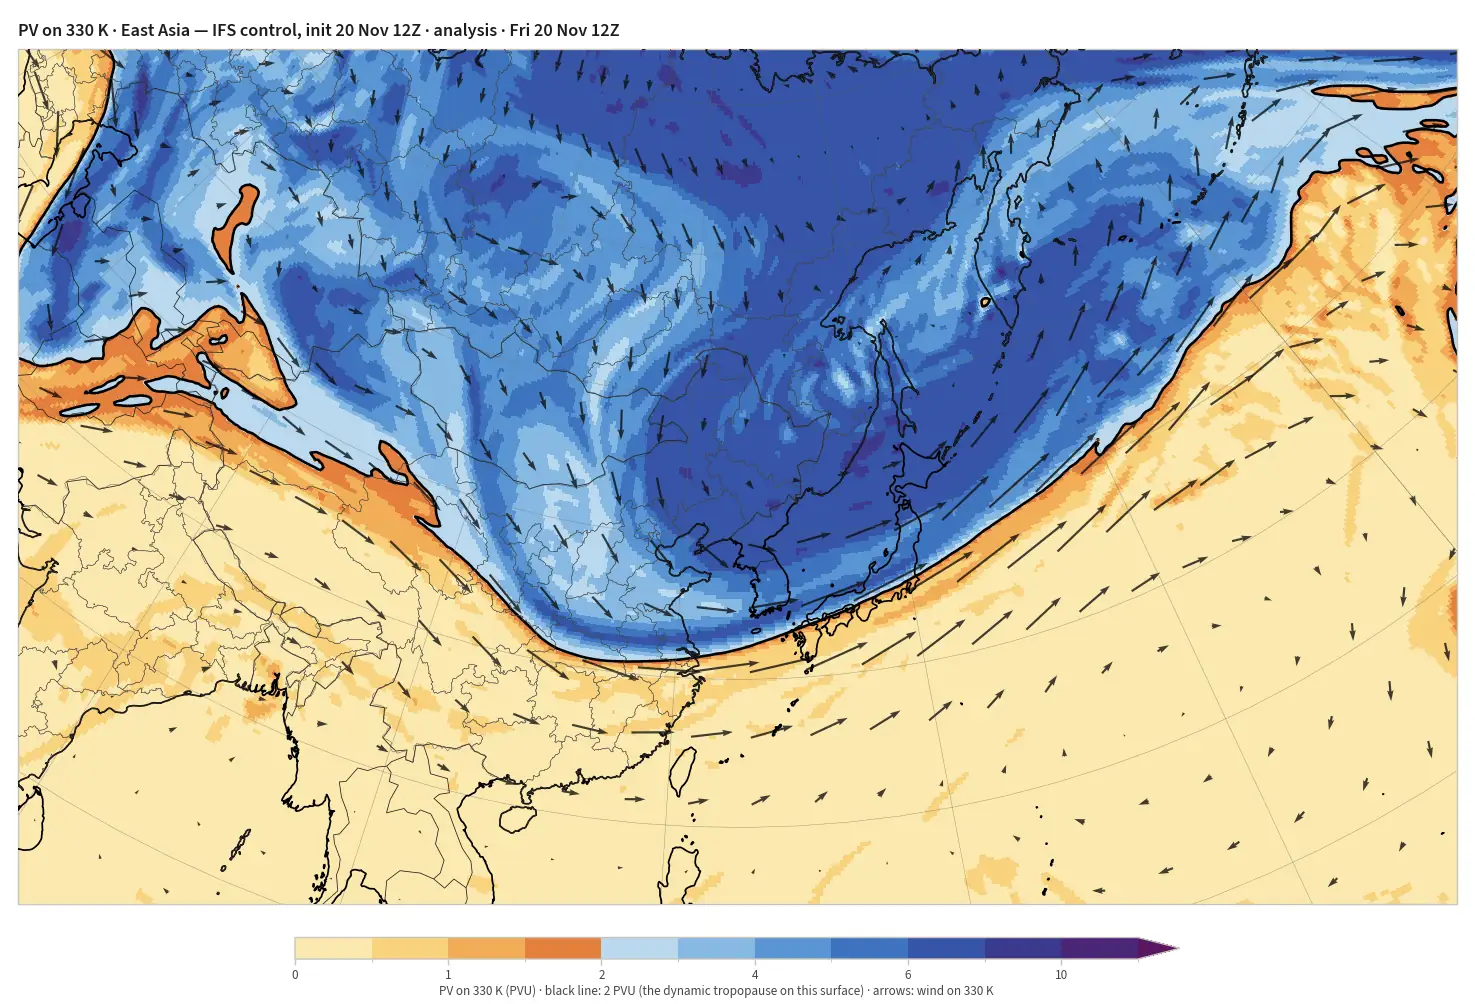 PV on 330 K · East Asia — IFS control, init 20 Nov 12Z · analysis · Fri 20 Nov 12Z
0 1 2 4 6 10
PV on 330 K (PVU) · black line: 2 PVU (the dynamic tropopause on this surface) · arrows: wind on 330 K